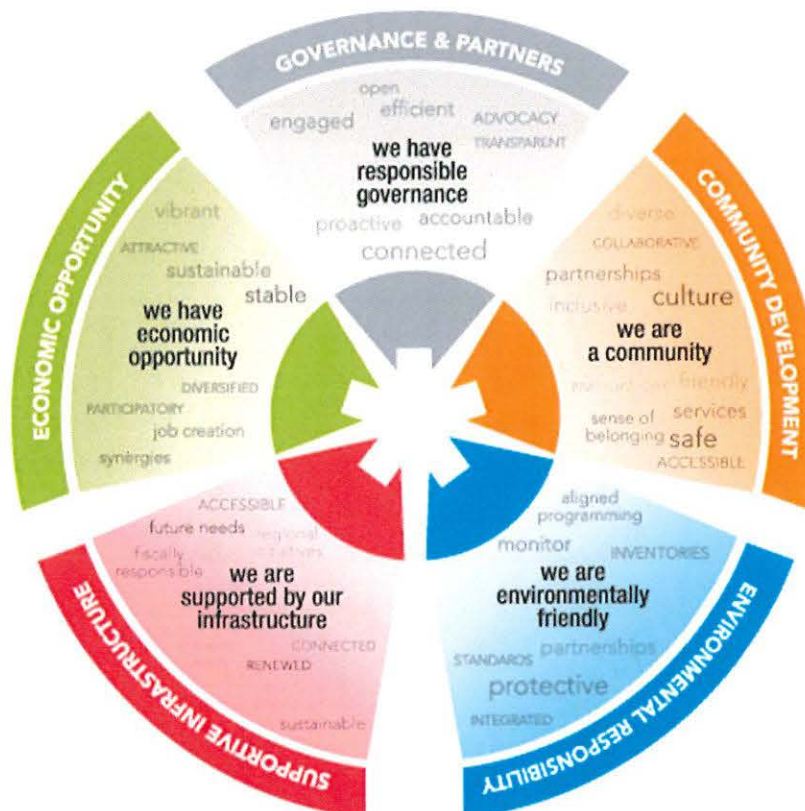 GOVERNANCE & PARTNERS
open
efficient
engaged
ADVOCACY
TRANSPARENT
we have
responsible
governance
proactive
accountable
connected
COMMUNITY DEVELOPMENT
diverse
COLLABORATIVE
partnerships
inclusive
culture
we are
a community
friendly
services
sense of
belonging
safe
ACCESSIBLE
ENVIRONMENTAL RESPONSIBILITY
aligned
programming
monitor
INVENTORIES
we are
environmentally
friendly
partnerships
STANDARDS
protective
INTEGRATED
SUPPORTIVE INFRASTRUCTURE
ACCESSIBLE
future needs
regional
fiscally
responsible
we are
supported by our
infrastructure
CONNECTED
RENEWED
sustainable
ECONOMIC OPPORTUNITY
vibrant
ATTRACTIVE
sustainable
stable
we have
economic
opportunity
DIVERSIFIED
PARTICIPATORY
job creation
synergies